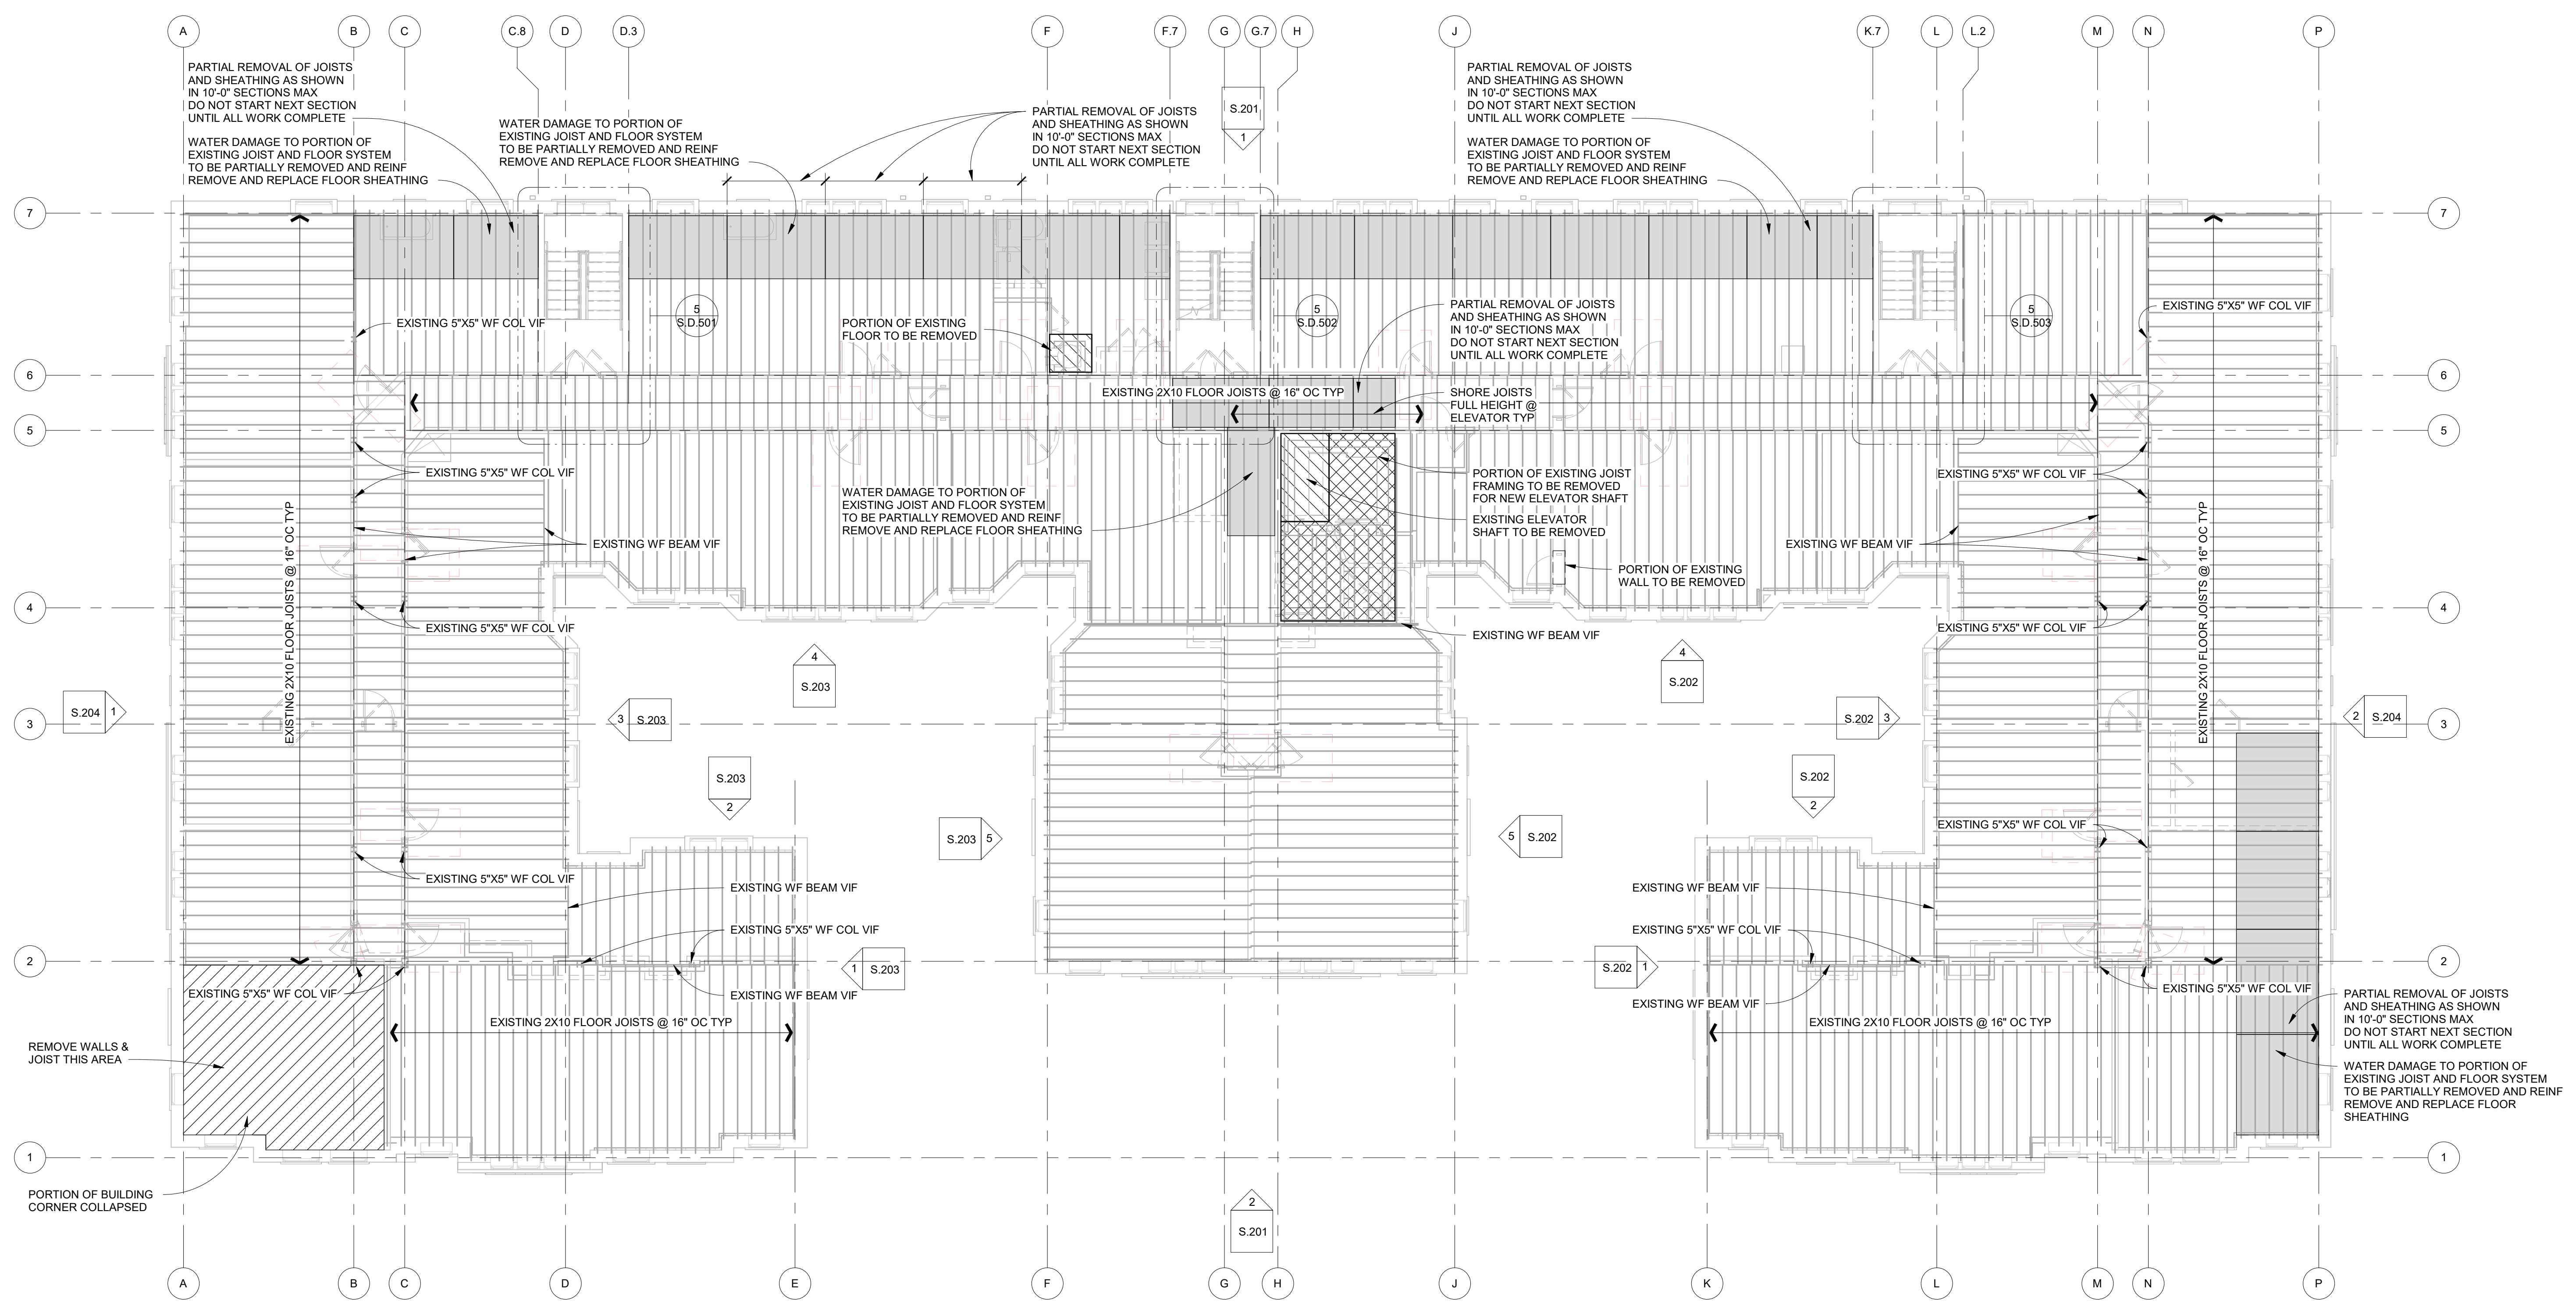 A
B
C
C.8
D
D.3
F
F.7
G
G.7
H
J
K.7
L
L.2
M
N
P
PARTIAL REMOVAL OF JOISTS
AND SHEATHING AS SHOWN
IN 10'-0" SECTIONS MAX
DO NOT START NEXT SECTION
UNTIL ALL WORK COMPLETE
WATER DAMAGE TO PORTION OF
EXISTING JOIST AND FLOOR SYSTEM
TO BE PARTIALLY REMOVED AND REINF
REMOVE AND REPLACE FLOOR SHEATHING
WATER DAMAGE TO PORTION OF
EXISTING JOIST AND FLOOR SYSTEM
TO BE PARTIALLY REMOVED AND REINF
REMOVE AND REPLACE FLOOR SHEATHING
PARTIAL REMOVAL OF JOISTS
AND SHEATHING AS SHOWN
IN 10'-0" SECTIONS MAX
DO NOT START NEXT SECTION
UNTIL ALL WORK COMPLETE
S.201
1
PARTIAL REMOVAL OF JOISTS
AND SHEATHING AS SHOWN
IN 10'-0" SECTIONS MAX
DO NOT START NEXT SECTION
UNTIL ALL WORK COMPLETE
WATER DAMAGE TO PORTION OF
EXISTING JOIST AND FLOOR SYSTEM
TO BE PARTIALLY REMOVED AND REINF
REMOVE AND REPLACE FLOOR SHEATHING
7
7
5
S.D.501
5
S.D.502
5
S.D.503
EXISTING 5"X5" WF COL VIF
PORTION OF EXISTING
FLOOR TO BE REMOVED
PARTIAL REMOVAL OF JOISTS
AND SHEATHING AS SHOWN
IN 10'-0" SECTIONS MAX
DO NOT START NEXT SECTION
UNTIL ALL WORK COMPLETE
EXISTING 5"X5" WF COL VIF
6
6
EXISTING 2X10 FLOOR JOISTS @ 16" OC TYP
SHORE JOISTS
FULL HEIGHT @
ELEVATOR TYP
5
5
EXISTING 5"X5" WF COL VIF
PORTION OF EXISTING JOIST
FRAMING TO BE REMOVED
FOR NEW ELEVATOR SHAFT
EXISTING 5"X5" WF COL VIF
WATER DAMAGE TO PORTION OF
EXISTING JOIST AND FLOOR SYSTEM
TO BE PARTIALLY REMOVED AND REINF
REMOVE AND REPLACE FLOOR SHEATHING
EXISTING ELEVATOR
SHAFT TO BE REMOVED
EXISTING 2X10 FLOOR JOISTS @ 16" OC TYP
EXISTING WF BEAM VIF
EXISTING WF BEAM VIF
EXISTING 2X10 FLOOR JOISTS @ 16" OC TYP
PORTION OF EXISTING
WALL TO BE REMOVED
4
4
EXISTING 5"X5" WF COL VIF
EXISTING WF BEAM VIF
EXISTING 5"X5" WF COL VIF
4
S.203
4
S.202
S.204
1
3
3
S.203
S.202
3
2
S.204
3
S.203
2
S.202
2
S.203
5
5
S.202
EXISTING 5"X5" WF COL VIF
EXISTING 5"X5" WF COL VIF
EXISTING WF BEAM VIF
EXISTING WF BEAM VIF
EXISTING 5"X5" WF COL VIF
EXISTING 5"X5" WF COL VIF
2
1
S.203
S.202
1
2
EXISTING 5"X5" WF COL VIF
EXISTING WF BEAM VIF
EXISTING WF BEAM VIF
EXISTING 5"X5" WF COL VIF
EXISTING 2X10 FLOOR JOISTS @ 16" OC TYP
EXISTING 2X10 FLOOR JOISTS @ 16" OC TYP
PARTIAL REMOVAL OF JOISTS
AND SHEATHING AS SHOWN
IN 10'-0" SECTIONS MAX
DO NOT START NEXT SECTION
UNTIL ALL WORK COMPLETE
REMOVE WALLS &
JOIST THIS AREA
WATER DAMAGE TO PORTION OF
EXISTING JOIST AND FLOOR SYSTEM
TO BE PARTIALLY REMOVED AND REINF
REMOVE AND REPLACE FLOOR
SHEATHING
1
1
PORTION OF BUILDING
CORNER COLLAPSED
2
S.201
A
B
C
D
E
F
G
H
J
K
L
M
N
P